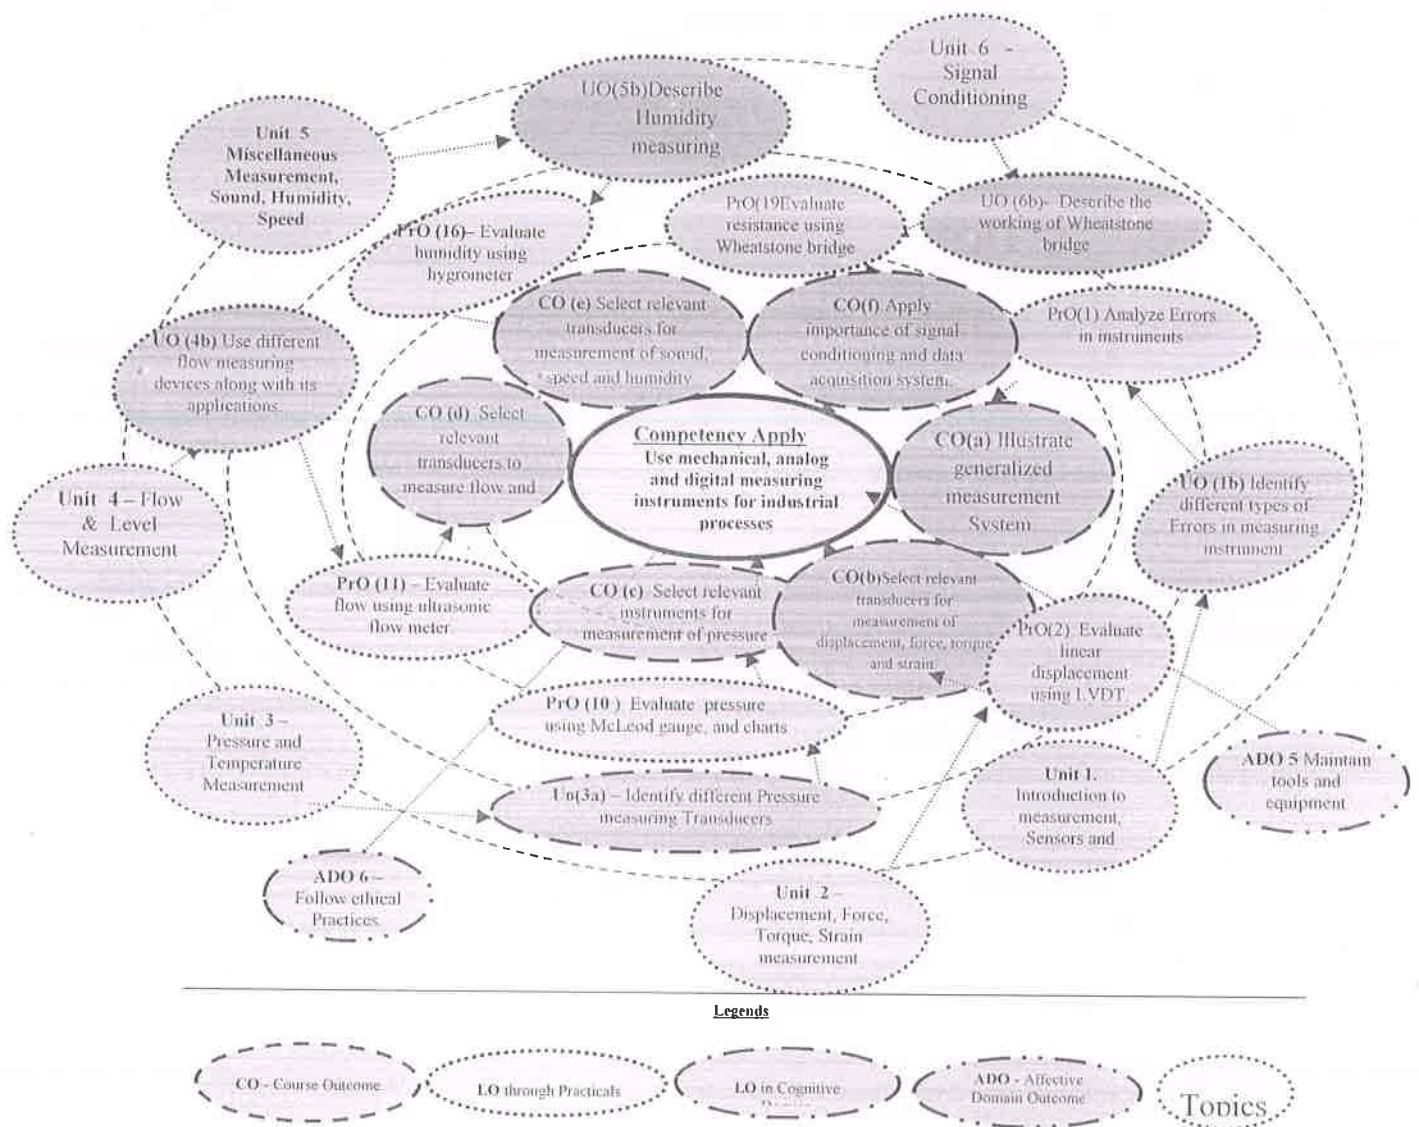 Unit 6 -
Signal
Conditioning
UO(5b)Describe
Humidity
measuring
Unit 5
Miscellaneous
Measurement,
Sound, Humidity,
Speed
PrO(19Evaluate
resistance using
Wheatstone bridge
UO (6b)- Describe the
working of Wheatstone
bridge
PrO (16)– Evaluate
humidity using
hygrometer
CO (e) Select relevant
transducers for
measurement of sound,
speed and humidity
CO(f) Apply
importance of signal
conditioning and data
acquisition system.
PrO(1) Analyze Errors
in instruments
UO (4b) Use different
flow measuring
devices along with its
applications
CO (d) Select
relevant
transducers to
measure flow and
Competency Apply
Use mechanical, analog
and digital measuring
instruments for industrial
processes
CO(a) Illustrate
generalized
measurement
System
UO (1b) Identify
different types of
Errors in measuring
instrument
Unit 4 – Flow
& Level
Measurement
PrO (11) – Evaluate
flow using ultrasonic
flow meter
CO (c) Select relevant
instruments for
measurement of pressure
CO(b)Select relevant
transducers for
measurement of
displacement, force, torque
and strain.
PrO(2) Evaluate
linear
displacement
using LVDT
PrO (10 ) Evaluate pressure
using McLeod gauge, and charts
Unit 3 –
Pressure and
Temperature
Measurement
Uo(3a) – Identify different Pressure
measuring Transducers
Unit 1.
Introduction to
measurement,
Sensors and
ADO 5 Maintain
tools and
equipment
ADO 6 –
Follow ethical
Practices.
Unit 2 –
Displacement, Force,
Torque, Strain
measurement
Legends
CO - Course Outcome
LO through Practicals
LO in Cognitive
ADO - Affective
Domain Outcome
Topics